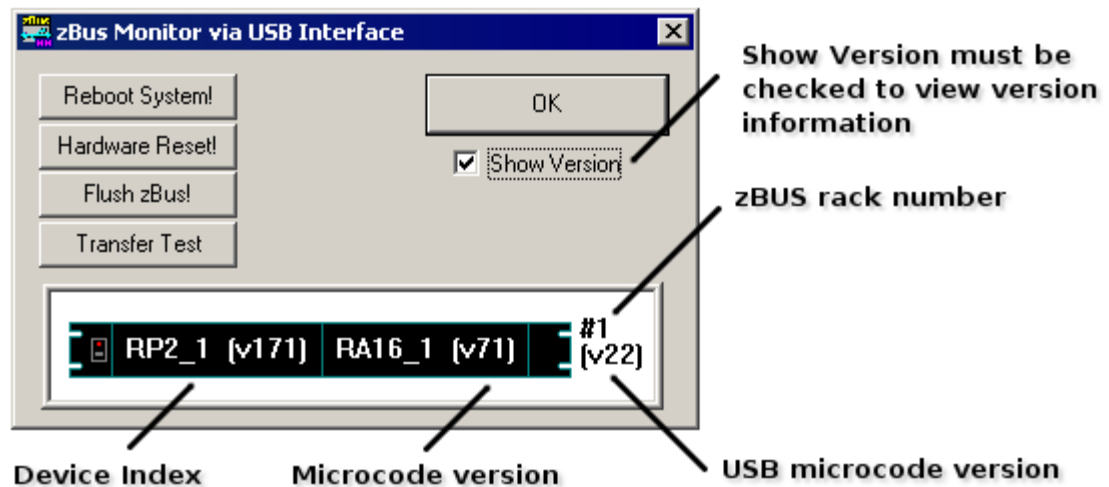 zBus Monitor via USB Interface
Reboot System!
Hardware Reset!
Flush zBus!
Transfer Test
OK
Show Version
Show Version must be
checked to view version
information
zBUS rack number
RP2_1 (v171)
RA16_1 (v71)
#1
(v22)
Device Index
Microcode version
USB microcode version